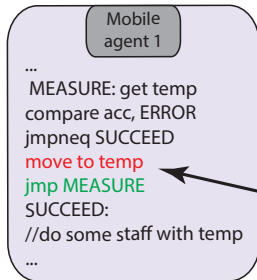 Mobile
agent 1
...
MEASURE: get temp
compare acc, ERROR
jmpneq SUCCEED
move to temp
jmp MEASURE
SUCCEED:
//do some staff with temp
...